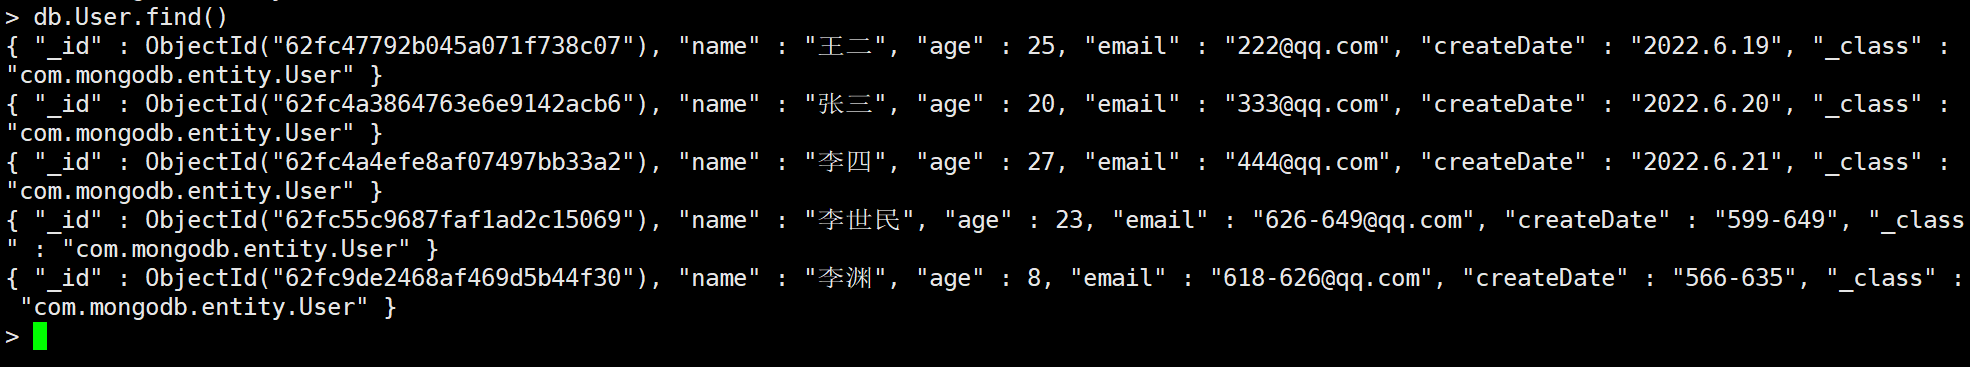 > db.User.find()
{ "_id" : ObjectId("62fc47792b045a071f738c07"), "name" : "王二", "age" : 25, "email" : "222@qq.com", "createDate" : "2022.6.19", "_class" :
"com.mongodb.entity.User" }
{ "_id" : ObjectId("62fc4a3864763e6e9142acb6"), "name" : "张三", "age" : 20, "email" : "333@qq.com", "createDate" : "2022.6.20", "_class" :
"com.mongodb.entity.User" }
{ "_id" : ObjectId("62fc4a4efe8af07497bb33a2"), "name" : "李四", "age" : 27, "email" : "444@qq.com", "createDate" : "2022.6.21", "_class" :
"com.mongodb.entity.User" }
{ "_id" : ObjectId("62fc55c9687faf1ad2c15069"), "name" : "李世民", "age" : 23, "email" : "626-649@qq.com", "createDate" : "599-649", "_class
" : "com.mongodb.entity.User" }
{ "_id" : ObjectId("62fc9de2468af469d5b44f30"), "name" : "李渊", "age" : 8, "email" : "618-626@qq.com", "createDate" : "566-635", "_class" :
 "com.mongodb.entity.User" }
>